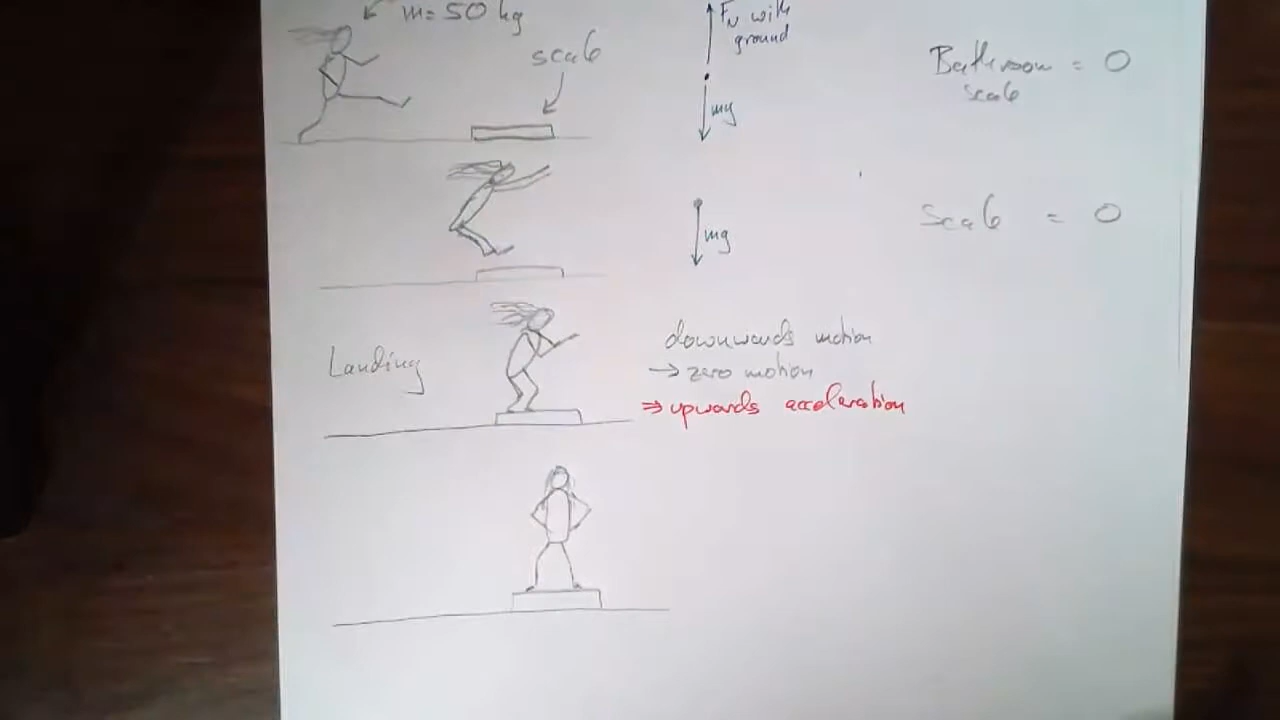 m = 50 kg
scale
F_N with
ground
mg
Bathroom = 0
scale
mg
scale = 0
Landing
downwards motion
→ zero motion
⇒ upwards acceleration